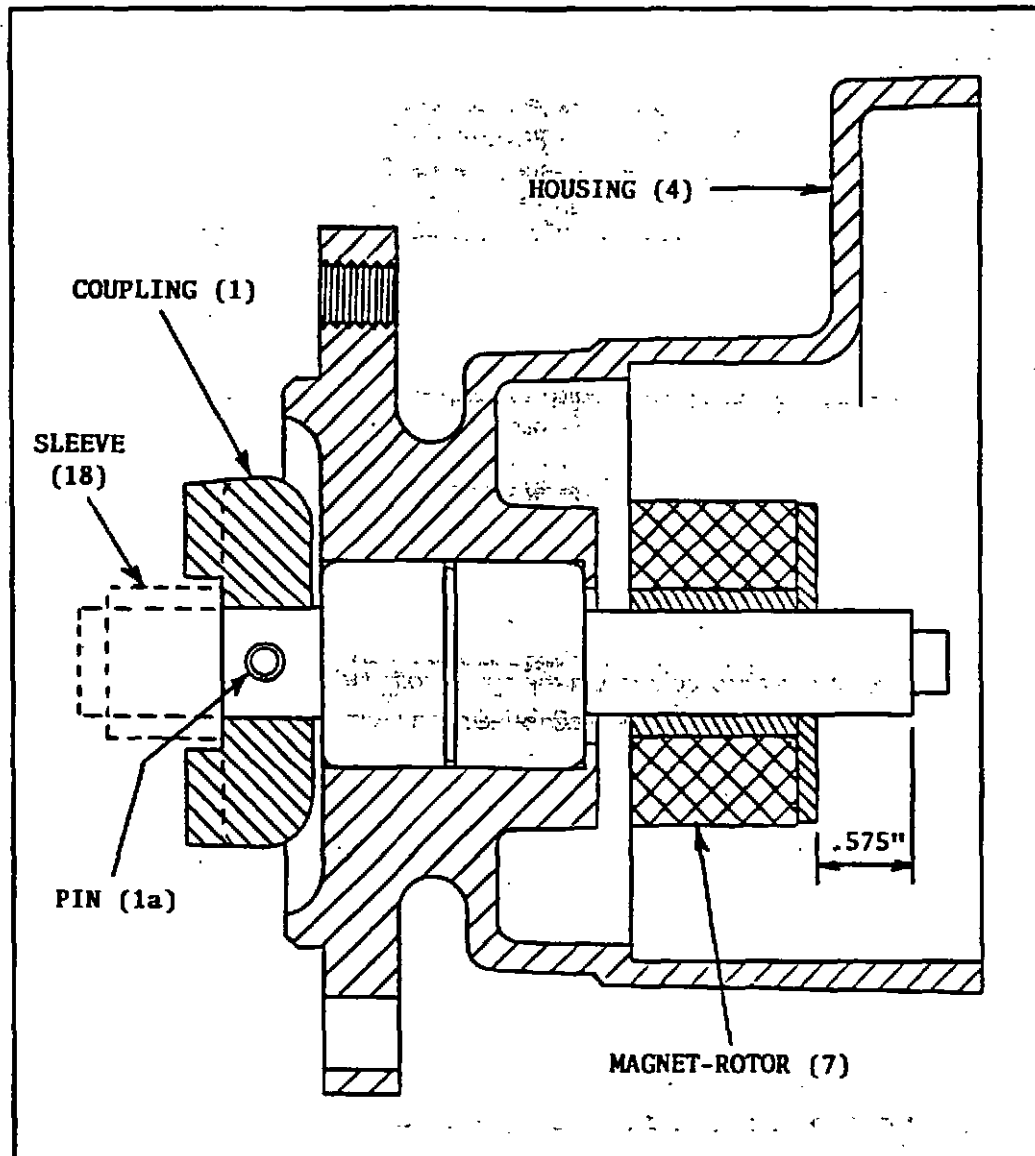 HOUSING (4)
COUPLING (1)
SLEEVE
(18)
.575"
PIN (1a)
MAGNET-ROTOR (7)